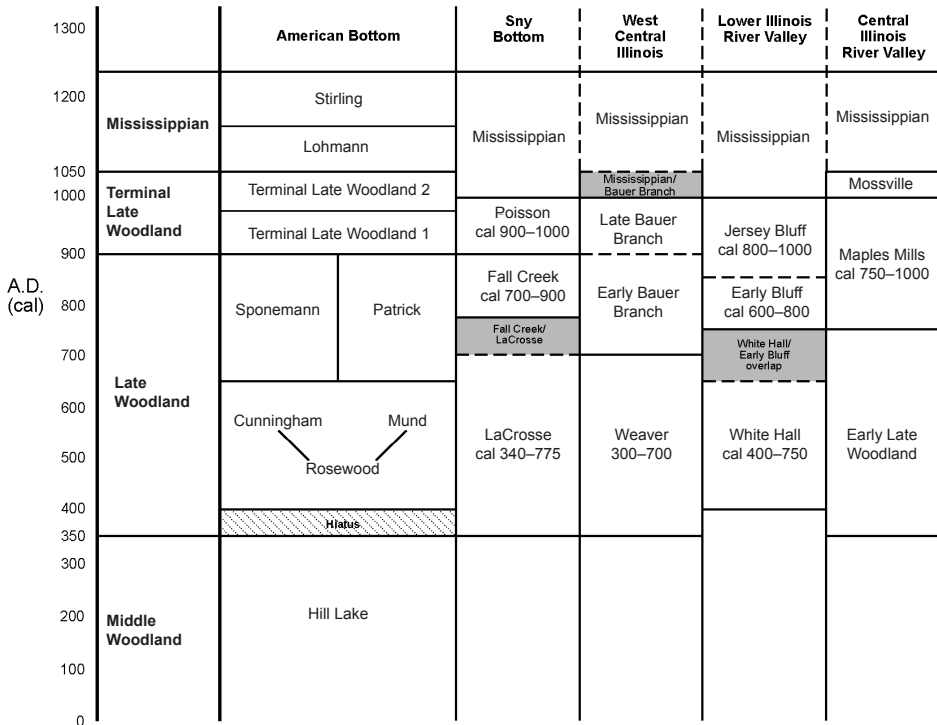 A.D.
(cal)
1300
1200
1050
1000
900
800
700
600
500
400
350
300
200
100
0
Mississippian
Terminal
Late
Woodland
Late
Woodland
Middle
Woodland
American Bottom
Stirling
Lohmann
Terminal Late Woodland 2
Terminal Late Woodland 1
Sponemann
Patrick
Cunningham
Mund
Rosewood
Hiatus
Hill Lake
Sny
Bottom
Mississippian
Poisson
cal 900–1000
Fall Creek
cal 700–900
Fall Creek/
LaCrosse
LaCrosse
cal 340–775
West
Central
Illinois
Mississippian
Mississippian/
Bauer Branch
Late Bauer
Branch
Early Bauer
Branch
Weaver
300–700
Lower Illinois
River Valley
Mississippian
Jersey Bluff
cal 800–1000
Early Bluff
cal 600–800
White Hall/
Early Bluff
overlap
White Hall
cal 400–750
Central
Illinois
River Valley
Mississippian
Mossville
Maples Mills
cal 750–1000
Early Late
Woodland